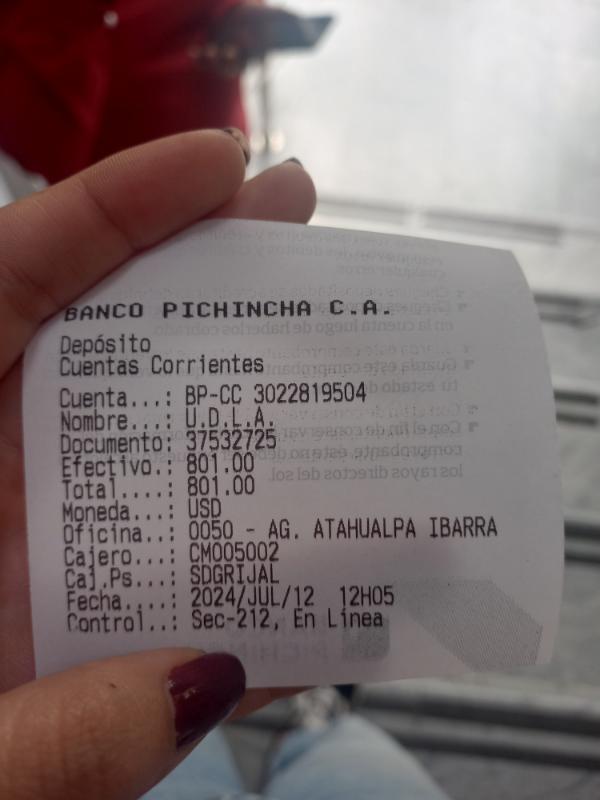 BANCO PICHINCHA C.A.
Depósito
Cuentas Corrientes
Cuenta...: BP-CC 3022819504
Nombre...: U.D.L.A.
Documento: 37532725
Efectivo.: 801.00
Total....: 801.00
Moneda...: USD
Oficina..: 0050 - AG. ATAHUALPA IBARRA
Cajero...: CM005002
Caj.Ps...: SDGRIJAL
Fecha....: 2024/JUL/12 12H05
Control..: Sec-212, En Línea